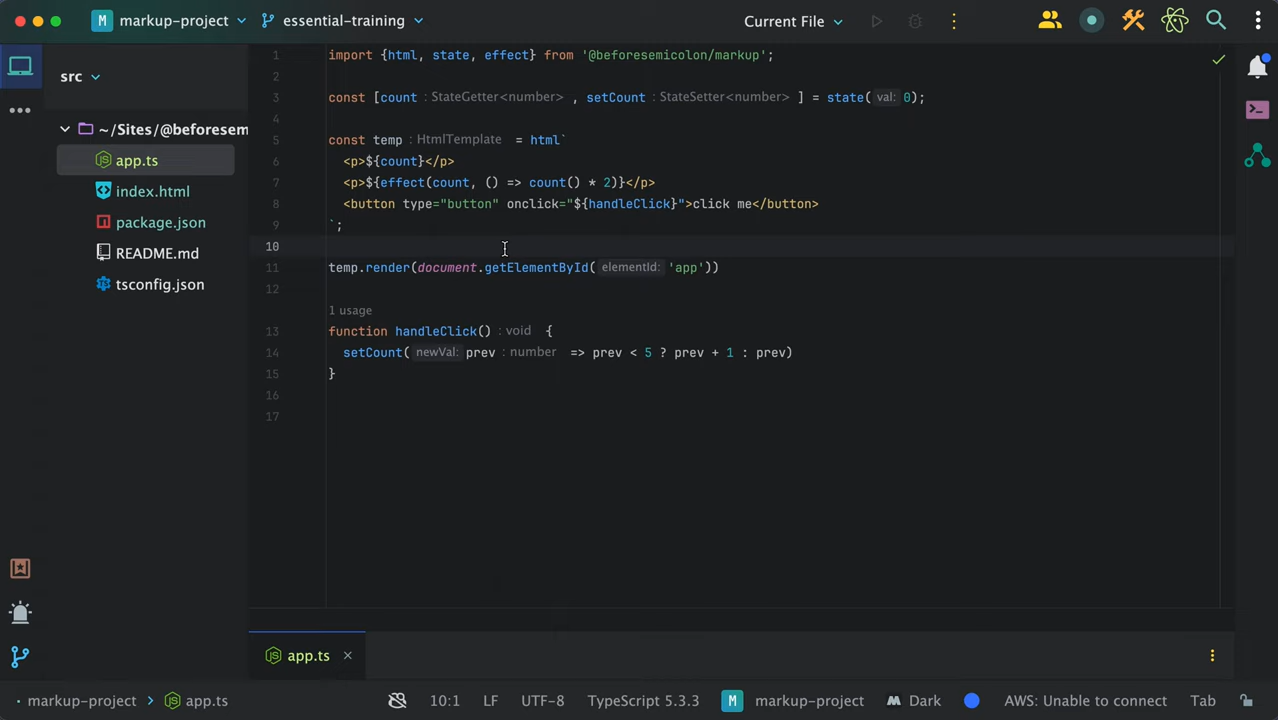 M markup-project essential-training Current File
src
~/Sites/@beforesem
app.ts
index.html
package.json
README.md
tsconfig.json
1 import {html, state, effect} from '@beforesemicolon/markup';
2
3 const [count :StateGetter<number> , setCount :StateSetter<number> ] = state( val: 0);
4
5 const temp :HtmlTemplate = html`
6 <p>${count}</p>
7 <p>${effect(count, () => count() * 2)}</p>
8 <button type="button" onclick="${handleClick}">click me</button>
9 `;
10
11 temp.render(document.getElementById( elementId: 'app'))
12
1 usage
13 function handleClick() :void {
14 setCount( newVal: prev :number => prev < 5 ? prev + 1 : prev)
15 }
16
17
JS app.ts
markup-project > JS app.ts 10:1 LF UTF-8 TypeScript 5.3.3 M markup-project Dark AWS: Unable to connect Tab